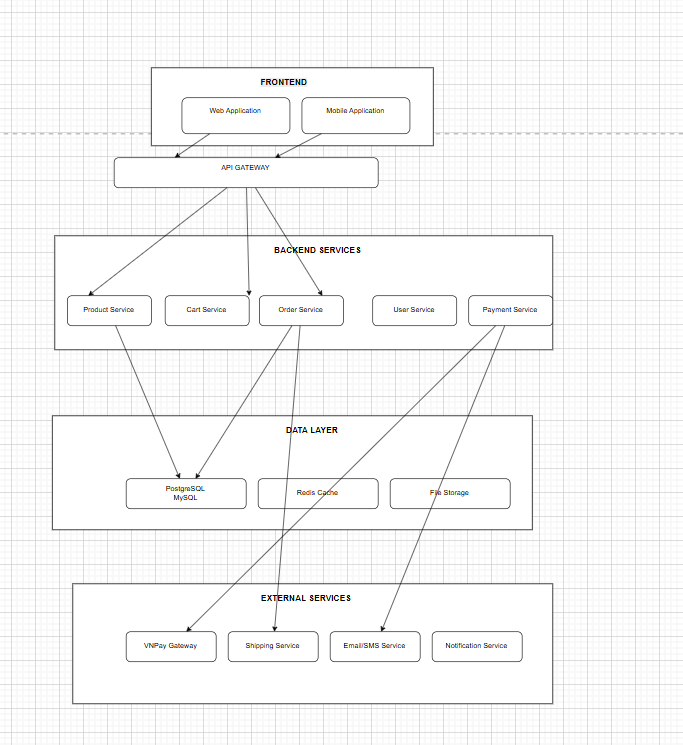 FRONTEND
Web Application
Mobile Application
API GATEWAY
BACKEND SERVICES
Product Service
Cart Service
Order Service
User Service
Payment Service
DATA LAYER
PostgreSQL
MySQL
Redis Cache
File Storage
EXTERNAL SERVICES
VNPay Gateway
Shipping Service
Email/SMS Service
Notification Service